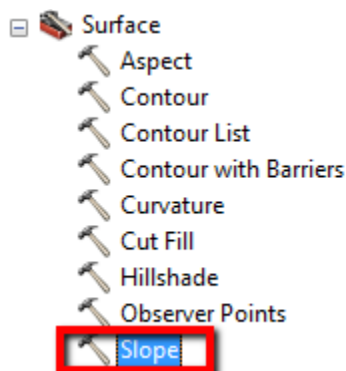 Surface
Aspect
Contour
Contour List
Contour with Barriers
Curvature
Cut Fill
Hillshade
Observer Points
Slope